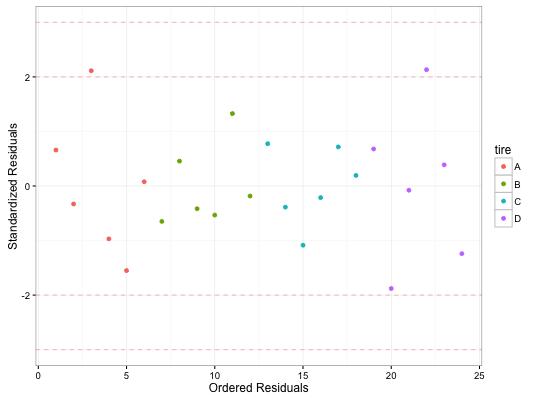 Standardized Residuals
2
0
-2
0
5
10
15
20
25
Ordered Residuals
tire
A
B
C
D